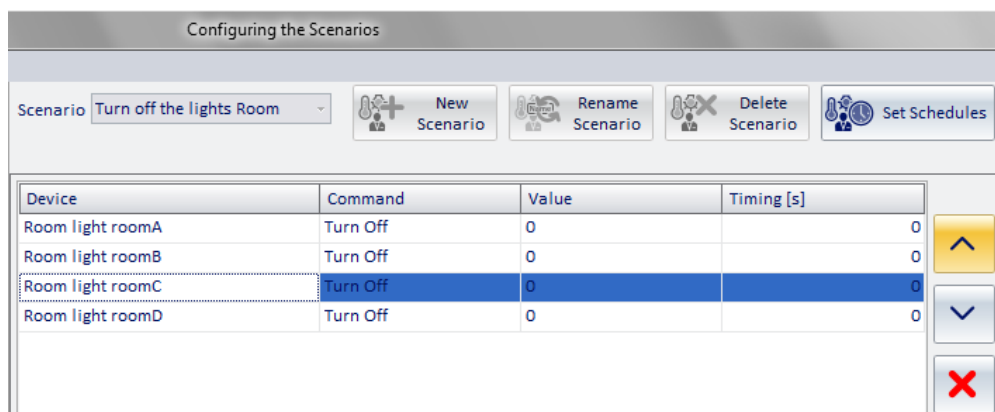 Configuring the Scenarios
Scenario Turn off the lights Room
New Scenario
Rename Scenario
Delete Scenario
Set Schedules
Device Command Value Timing [s]
Room light roomA Turn Off 0 0
Room light roomB Turn Off 0 0
Room light roomC Turn Off 0 0
Room light roomD Turn Off 0 0